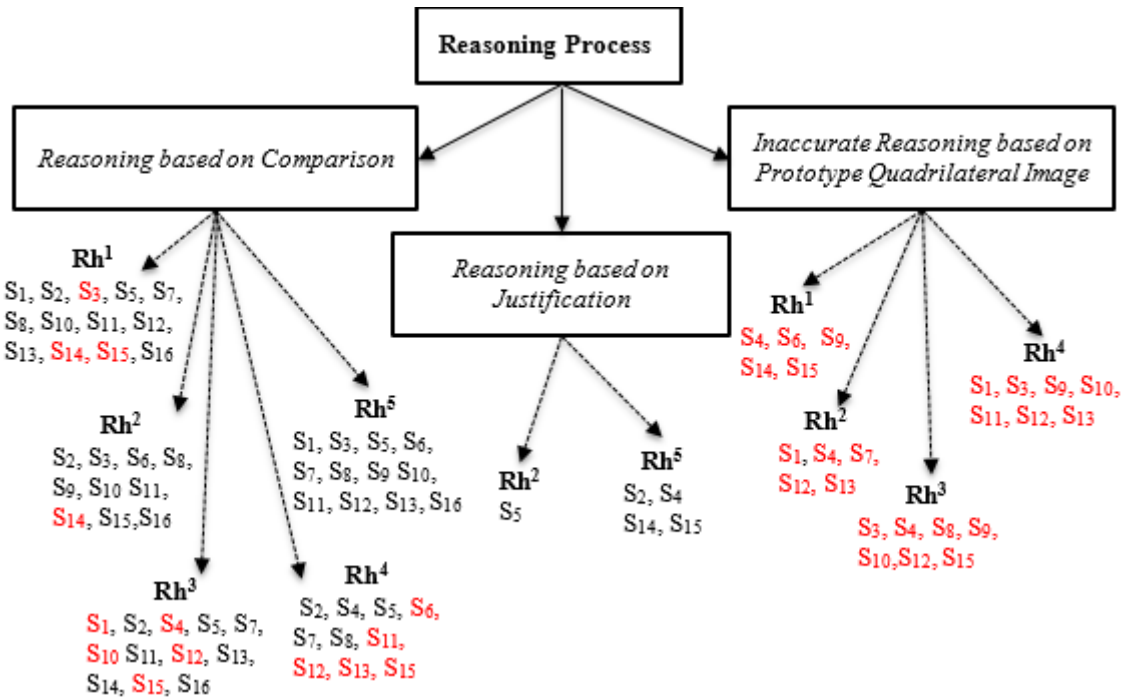 Reasoning Process
Reasoning based on Comparison
Inaccurate Reasoning based on
Prototype Quadrilateral Image
Reasoning based on
Justification
Rh¹
S₁, S₂, S₃, S₅, S₇,
S₈, S₁₀, S₁₁, S₁₂,
S₁₃, S₁₄, S₁₅, S₁₆
Rh²
S₂, S₃, S₆, S₈,
S₉, S₁₀ S₁₁,
S₁₄, S₁₅,S₁₆
Rh³
S₁, S₂, S₄, S₅, S₇,
S₁₀ S₁₁, S₁₂, S₁₃,
S₁₄, S₁₅, S₁₆
Rh⁴
S₂, S₄, S₅, S₆,
S₇, S₈, S₁₁,
S₁₂, S₁₃, S₁₅
Rh⁵
S₁, S₃, S₅, S₆,
S₇, S₈, S₉ S₁₀,
S₁₁, S₁₂, S₁₃, S₁₆
Rh²
S₅
Rh⁵
S₂, S₄
S₁₄, S₁₅
Rh¹
S₄, S₆, S₉,
S₁₄, S₁₅
Rh²
S₁, S₄, S₇,
S₁₂, S₁₃
Rh³
S₃, S₄, S₈, S₉,
S₁₀,S₁₂, S₁₅
Rh⁴
S₁, S₃, S₉, S₁₀,
S₁₁, S₁₂, S₁₃